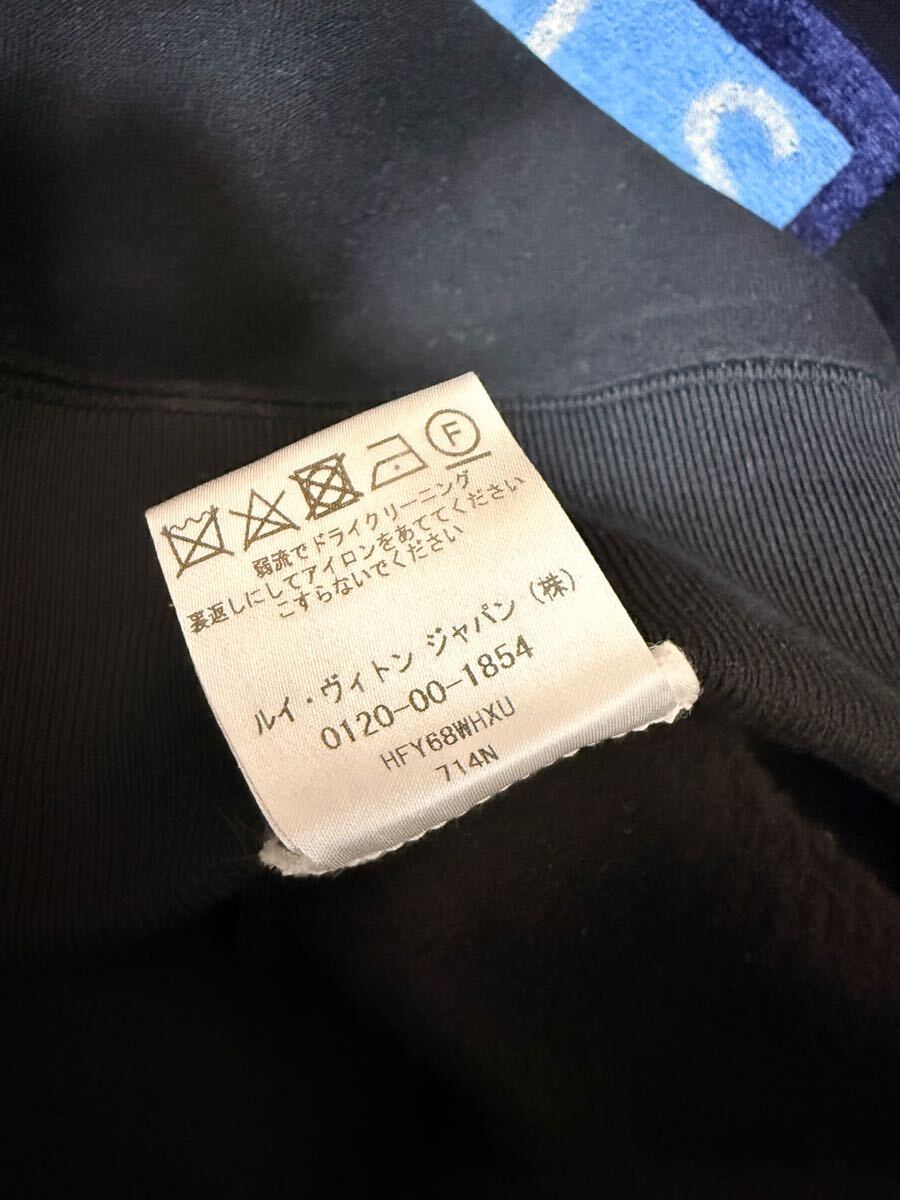 F
弱流でドライクリーニング
裏返しにしてアイロンをあててください
こすらないでください
ルイ・ヴィトン ジャパン (株)
0120-00-1854
HFY68WHXU
714N